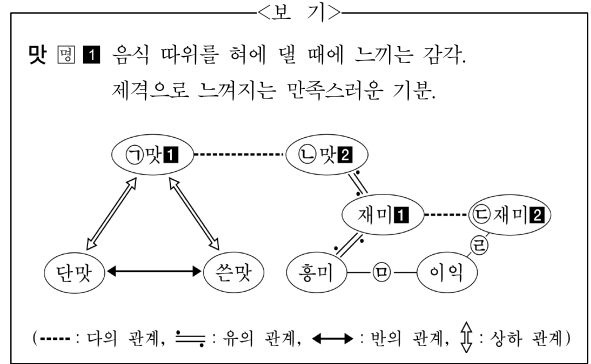 <보 기>
맛 명 1 음식 따위를 혀에 댈 때에 느끼는 감각.
제격으로 느껴지는 만족스러운 기분.
㉠맛1 ㉡맛2
재미1 ㉢재미2
㉣
단맛 쓴맛 흥미 ㉤ 이익
(-----: 다의 관계, : 유의 관계, ↔ : 반의 관계, ⇕ : 상하 관계)